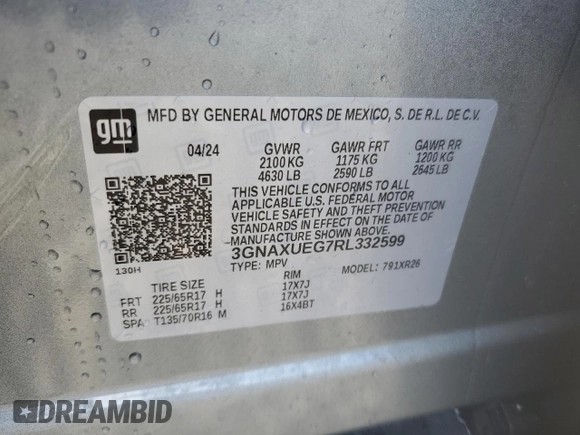 gm
MFD BY GENERAL MOTORS DE MEXICO, S. DE R.L. DE C.V.
04/24 GVWR GAWR FRT GAWR RR
2100 KG 1175 KG 1200 KG
4630 LB 2590 LB 2645 LB
THIS VEHICLE CONFORMS TO ALL
APPLICABLE U.S. FEDERAL MOTOR
VEHICLE SAFETY AND THEFT PREVENTION
STANDARDS IN EFFECT ON THE DATE OF
MANUFACTURE SHOWN ABOVE.
3GNAXUEG7RL332599
130H
TYPE: MPV MODEL: 791XR26
TIRE SIZE RIM
FRT 225/65R17 H 17X7J
RR 225/65R17 H 17X7J
SPA T135/70R16 M 16X4BT
DREAMBID